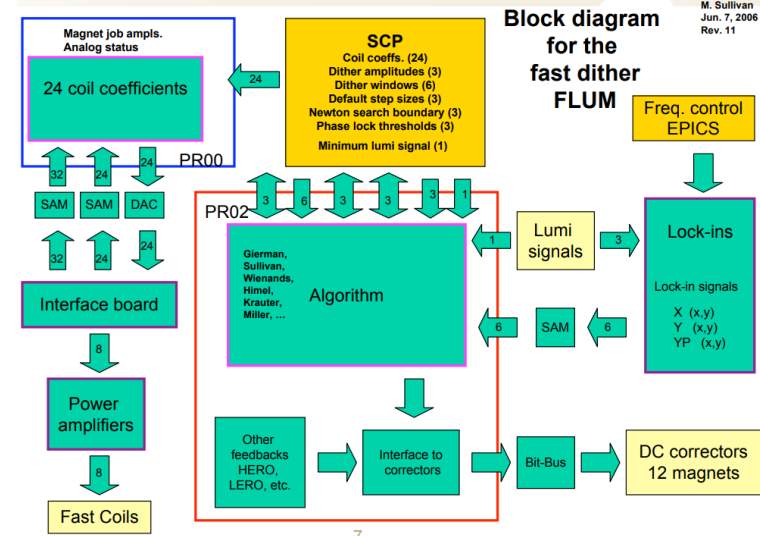 Block diagram
for the
fast dither
FLUM
M. Sullivan
Jun. 7, 2006
Rev. 11
Magnet job ampls.
Analog status
24 coil coefficients
PR00
24
SCP
Coil coeffs. (24)
Dither amplitudes (3)
Dither windows (6)
Default step sizes (3)
Newton search boundary (3)
Phase lock thresholds (3)
Minimum lumi signal (1)
Freq. control
EPICS
32
24
24
SAM
SAM
DAC
32
24
24
Interface board
8
Power
amplifiers
8
Fast Coils
PR02
3
6
3
3
3
1
Gierman,
Sullivan,
Wienands,
Himel,
Krauter,
Miller, ...
Algorithm
1
Lumi
signals
3
Lock-ins
Lock-in signals
X (x,y)
Y (x,y)
YP (x,y)
6
SAM
6
Other
feedbacks
HERO,
LERO, etc.
Interface to
correctors
Bit-Bus
DC correctors
12 magnets
7